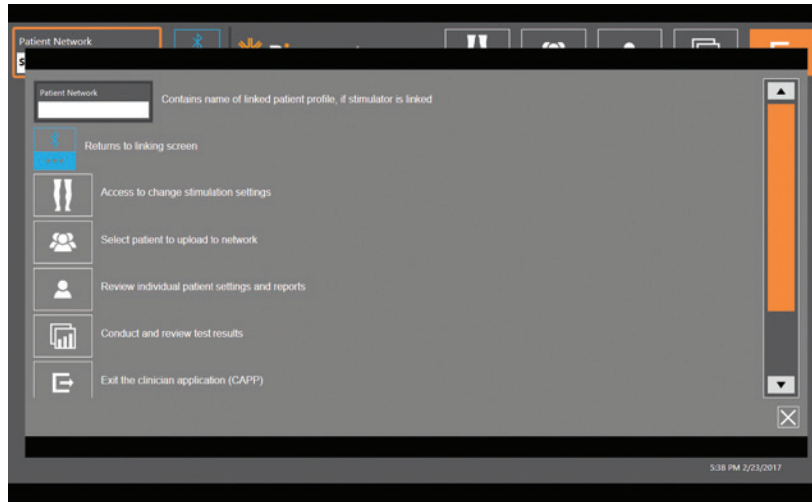 Patient Network
Patient Network
Contains name of linked patient profile, if stimulator is linked
Returns to linking screen
Access to change stimulation settings
Select patient to upload to network
Review individual patient settings and reports
Conduct and review test results
Exit the clinician application (CAPP)
5:38 PM 2/23/2017